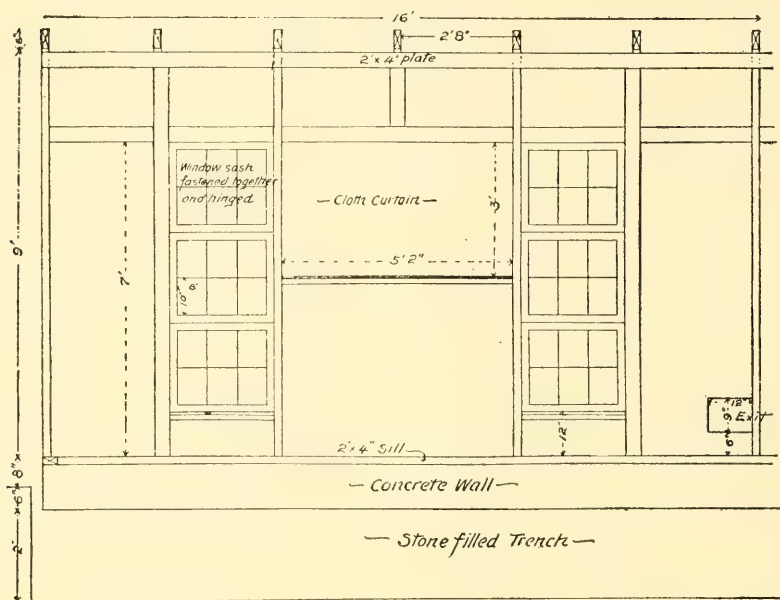 16'
2'8"
6"
2"x 4" plate
Window sash
fastened together
and hinged
- Cloth Curtain -
3'
5' 2"
9'
7'
10"
8"
12"
Exit
9"
6"
12"
2"x 4" Sill
8"
- Concrete Wall -
6"
- Stone filled Trench -
2'